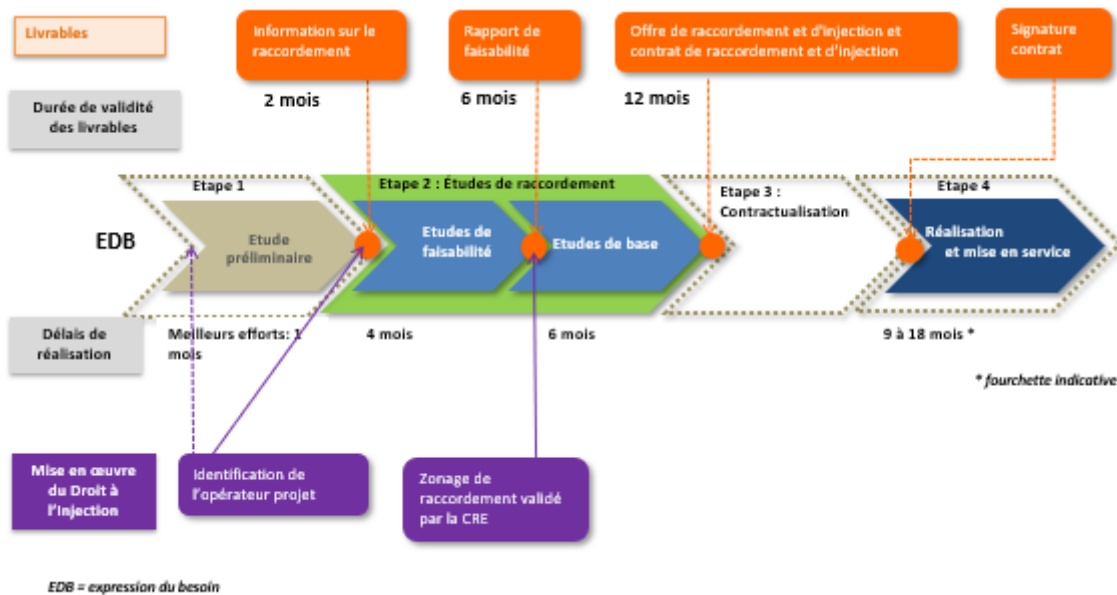 Livrables
Information sur le
raccordement
Rapport de
faisabilité
Offre de raccordement et d'injection et
contrat de raccordement et d'injection
Signature
contrat
Durée de validité
des livrables
2 mois
6 mois
12 mois
Etape 1
Etape 2 : Études de raccordement
Etape 3 :
Contractualisation
Etape 4
EDB
Etude
préliminaire
Etudes de
faisabilité
Etudes de base
Réalisation
et mise en service
Délais de
réalisation
Meilleurs efforts: 1
mois
4 mois
6 mois
9 à 18 mois *
* fourchette indicative
Mise en œuvre
du Droit à
l'Injection
Identification de
l'opérateur projet
Zonage de
raccordement validé
par la CRE
EDB = expression du besoin